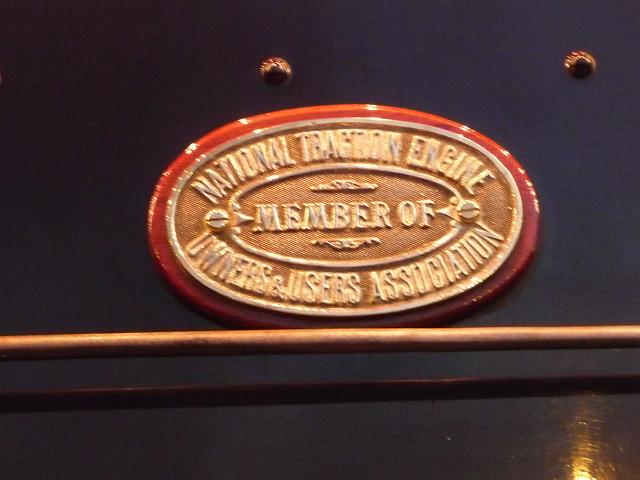 NATIONAL TRACTION ENGINE
MEMBER OF
OWNERS & USERS ASSOCIATION